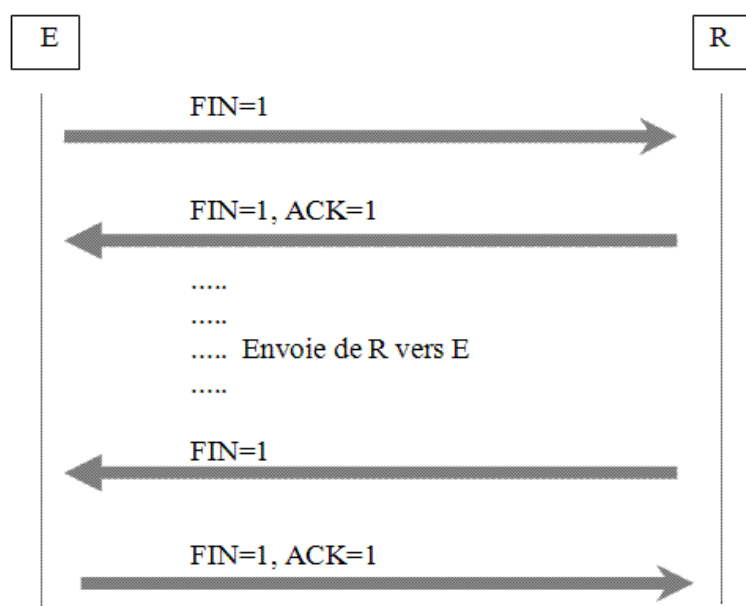 E
R
FIN=1
FIN=1, ACK=1
.....
.....
..... Envoie de R vers E
.....
FIN=1
FIN=1, ACK=1